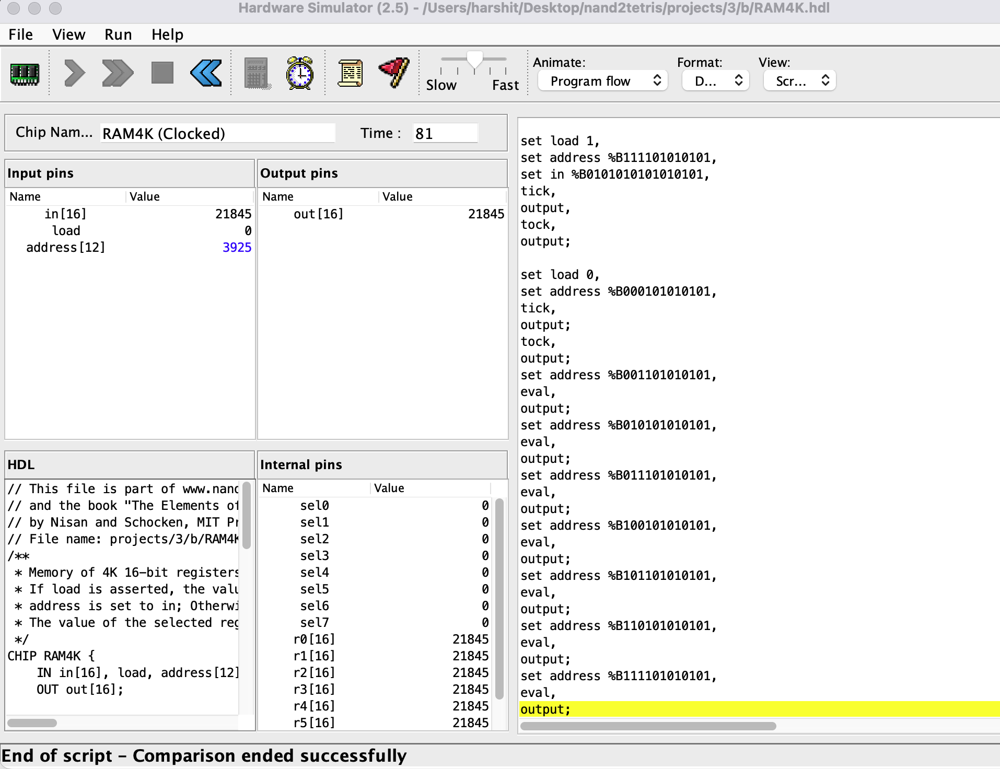 Hardware Simulator (2.5) - /Users/harshit/Desktop/nand2tetris/projects/3/b/RAM4K.hdl
File View Run Help
Slow Fast
Animate: Format: View:
Program flow D... Scr...
Chip Nam... RAM4K (Clocked) Time : 81
Input pins
Name Value
in[16] 21845
load 0
address[12] 3925
Output pins
Name Value
out[16] 21845
HDL
// This file is part of www.nand
// and the book "The Elements of
// by Nisan and Schocken, MIT Pr
// File name: projects/3/b/RAM4K
/**
* Memory of 4K 16-bit registers
* If load is asserted, the valu
* address is set to in; Otherwi
* The value of the selected reg
*/
CHIP RAM4K {
IN in[16], load, address[12]
OUT out[16];
Internal pins
Name Value
sel0 0
sel1 0
sel2 0
sel3 0
sel4 0
sel5 0
sel6 0
sel7 0
r0[16] 21845
r1[16] 21845
r2[16] 21845
r3[16] 21845
r4[16] 21845
r5[16] 21845
set load 1,
set address %B111101010101,
set in %B0101010101010101,
tick,
output,
tock,
output;
set load 0,
set address %B000101010101,
tick,
output;
tock,
output;
set address %B001101010101,
eval,
output;
set address %B010101010101,
eval,
output;
set address %B011101010101,
eval,
output;
set address %B100101010101,
eval,
output;
set address %B101101010101,
eval,
output;
set address %B110101010101,
eval,
output;
set address %B111101010101,
eval,
output;
End of script - Comparison ended successfully